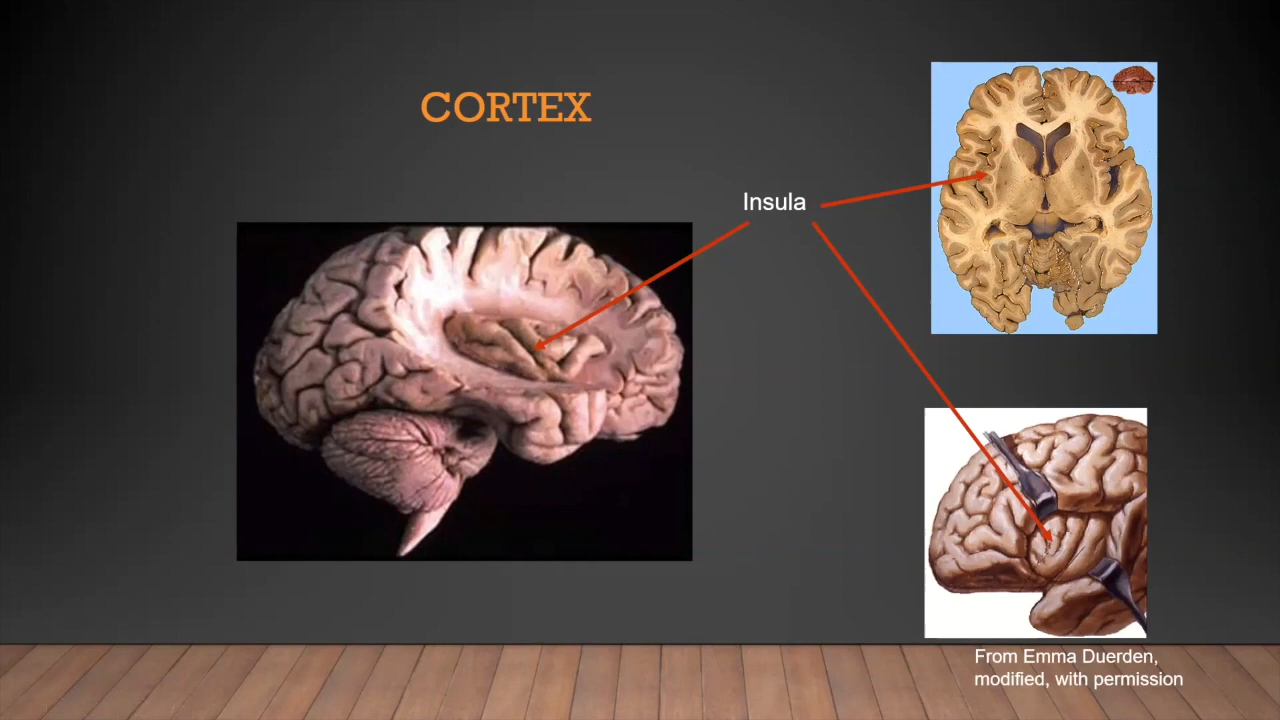 CORTEX
Insula
From Emma Duerden,
modified, with permission